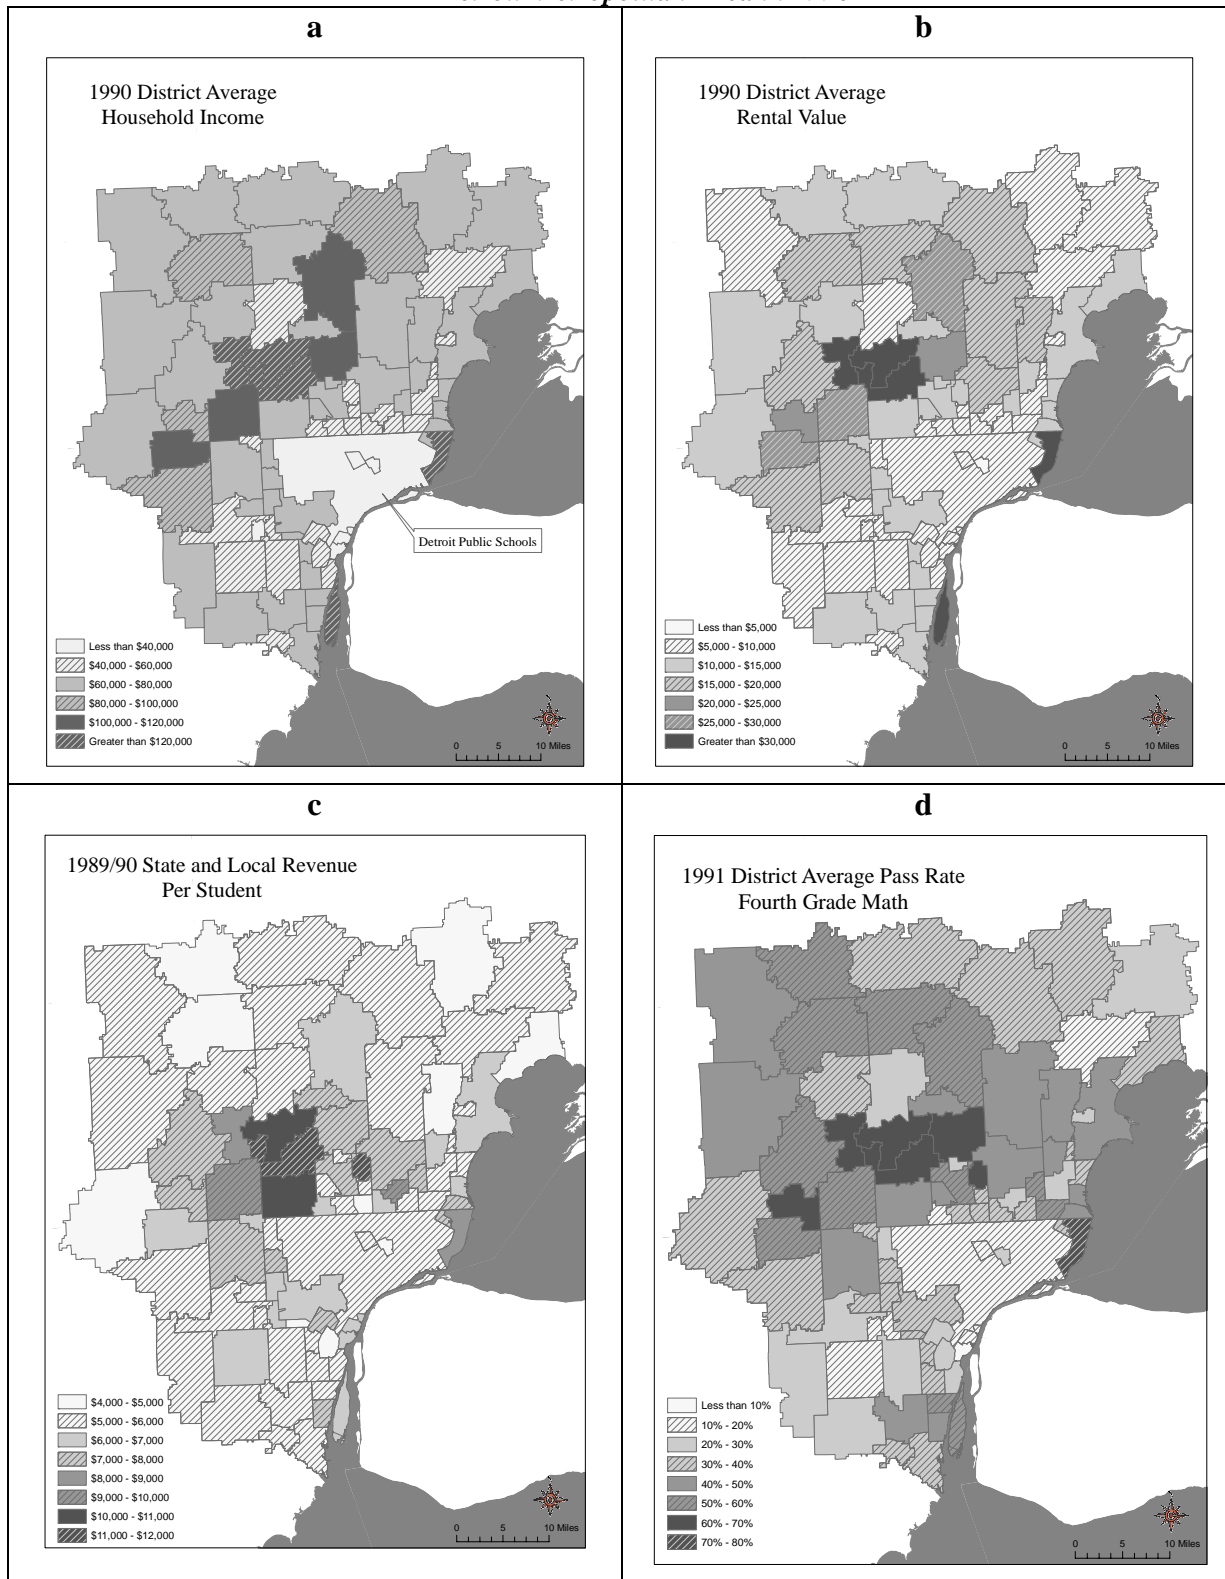 a
1990 District Average
Household Income
Detroit Public Schools
Less than $40,000
$40,000 - $60,000
$60,000 - $80,000
$80,000 - $100,000
$100,000 - $120,000
Greater than $120,000
0 5 10 Miles
b
1990 District Average
Rental Value
Less than $5,000
$5,000 - $10,000
$10,000 - $15,000
$15,000 - $20,000
$20,000 - $25,000
$25,000 - $30,000
Greater than $30,000
0 5 10 Miles
c
1989/90 State and Local Revenue
Per Student
$4,000 - $5,000
$5,000 - $6,000
$6,000 - $7,000
$7,000 - $8,000
$8,000 - $9,000
$9,000 - $10,000
$10,000 - $11,000
$11,000 - $12,000
0 5 10 Miles
d
1991 District Average Pass Rate
Fourth Grade Math
Less than 10%
10% - 20%
20% - 30%
30% - 40%
40% - 50%
50% - 60%
60% - 70%
70% - 80%
0 5 10 Miles